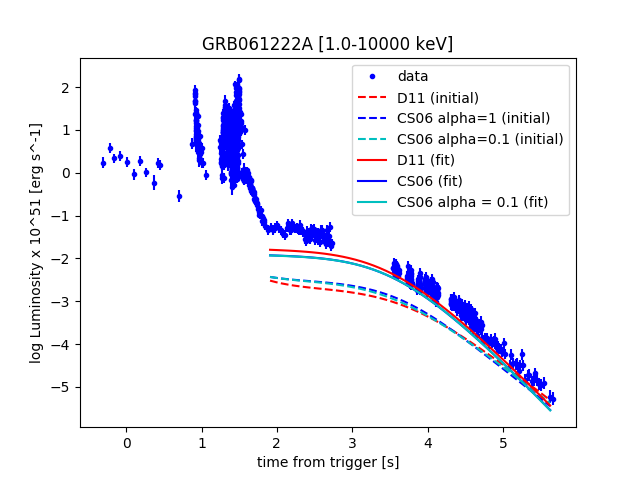 GRB061222A [1.0-10000 keV]
log Luminosity x 10^51 [erg s^-1]
2
1
0
−1
−2
−3
−4
−5
data
D11 (initial)
CS06 alpha=1 (initial)
CS06 alpha=0.1 (initial)
D11 (fit)
CS06 (fit)
CS06 alpha = 0.1 (fit)
0 1 2 3 4 5
time from trigger [s]